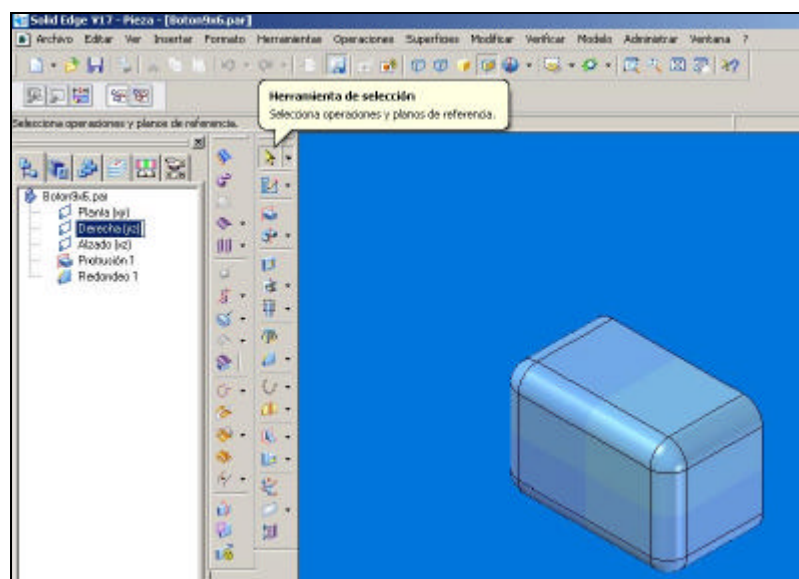 Solid Edge V17 - Pieza - [Boton9x6.par]
Archivo Editar Ver Insertar Formato Herramientas Operaciones Superficies Modificar Verificar Modelo Administrar Ventana ?
Herramienta de selección
Selecciona operaciones y planos de referencia.
Selecciona operaciones y planos de referencia.
Boton9x6.par
Planta (xy)
Derecha (yz)
Alzado (xz)
Protusión 1
Redondeo 1